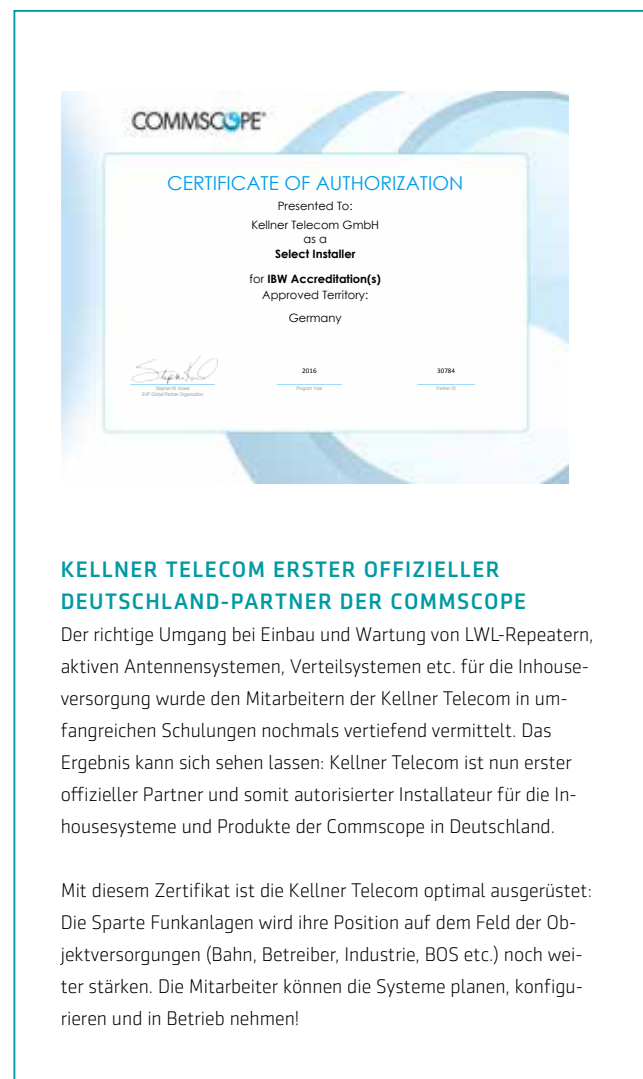 COMMSCOPE®
CERTIFICATE OF AUTHORIZATION
Presented To:
Kellner Telecom GmbH
as a
Select Installer
for IBW Accreditation(s)
Approved Territory:
Germany
2016
30784
Stephen M. Kowal
Program Year
Partner ID
SVP Global Partner Organization
KELLNER TELECOM ERSTER OFFIZIELLER
DEUTSCHLAND-PARTNER DER COMMSCOPE
Der richtige Umgang bei Einbau und Wartung von LWL-Repeatern,
aktiven Antennensystemen, Verteilsystemen etc. für die Inhouse-
versorgung wurde den Mitarbeitern der Kellner Telecom in um-
fangreichen Schulungen nochmals vertiefend vermittelt. Das
Ergebnis kann sich sehen lassen: Kellner Telecom ist nun erster
offizieller Partner und somit autorisierter Installateur für die In-
housesysteme und Produkte der Commscope in Deutschland.
Mit diesem Zertifikat ist die Kellner Telecom optimal ausgerüstet:
Die Sparte Funkanlagen wird ihre Position auf dem Feld der Ob-
jektversorgungen (Bahn, Betreiber, Industrie, BOS etc.) noch wei-
ter stärken. Die Mitarbeiter können die Systeme planen, konfigu-
rieren und in Betrieb nehmen!